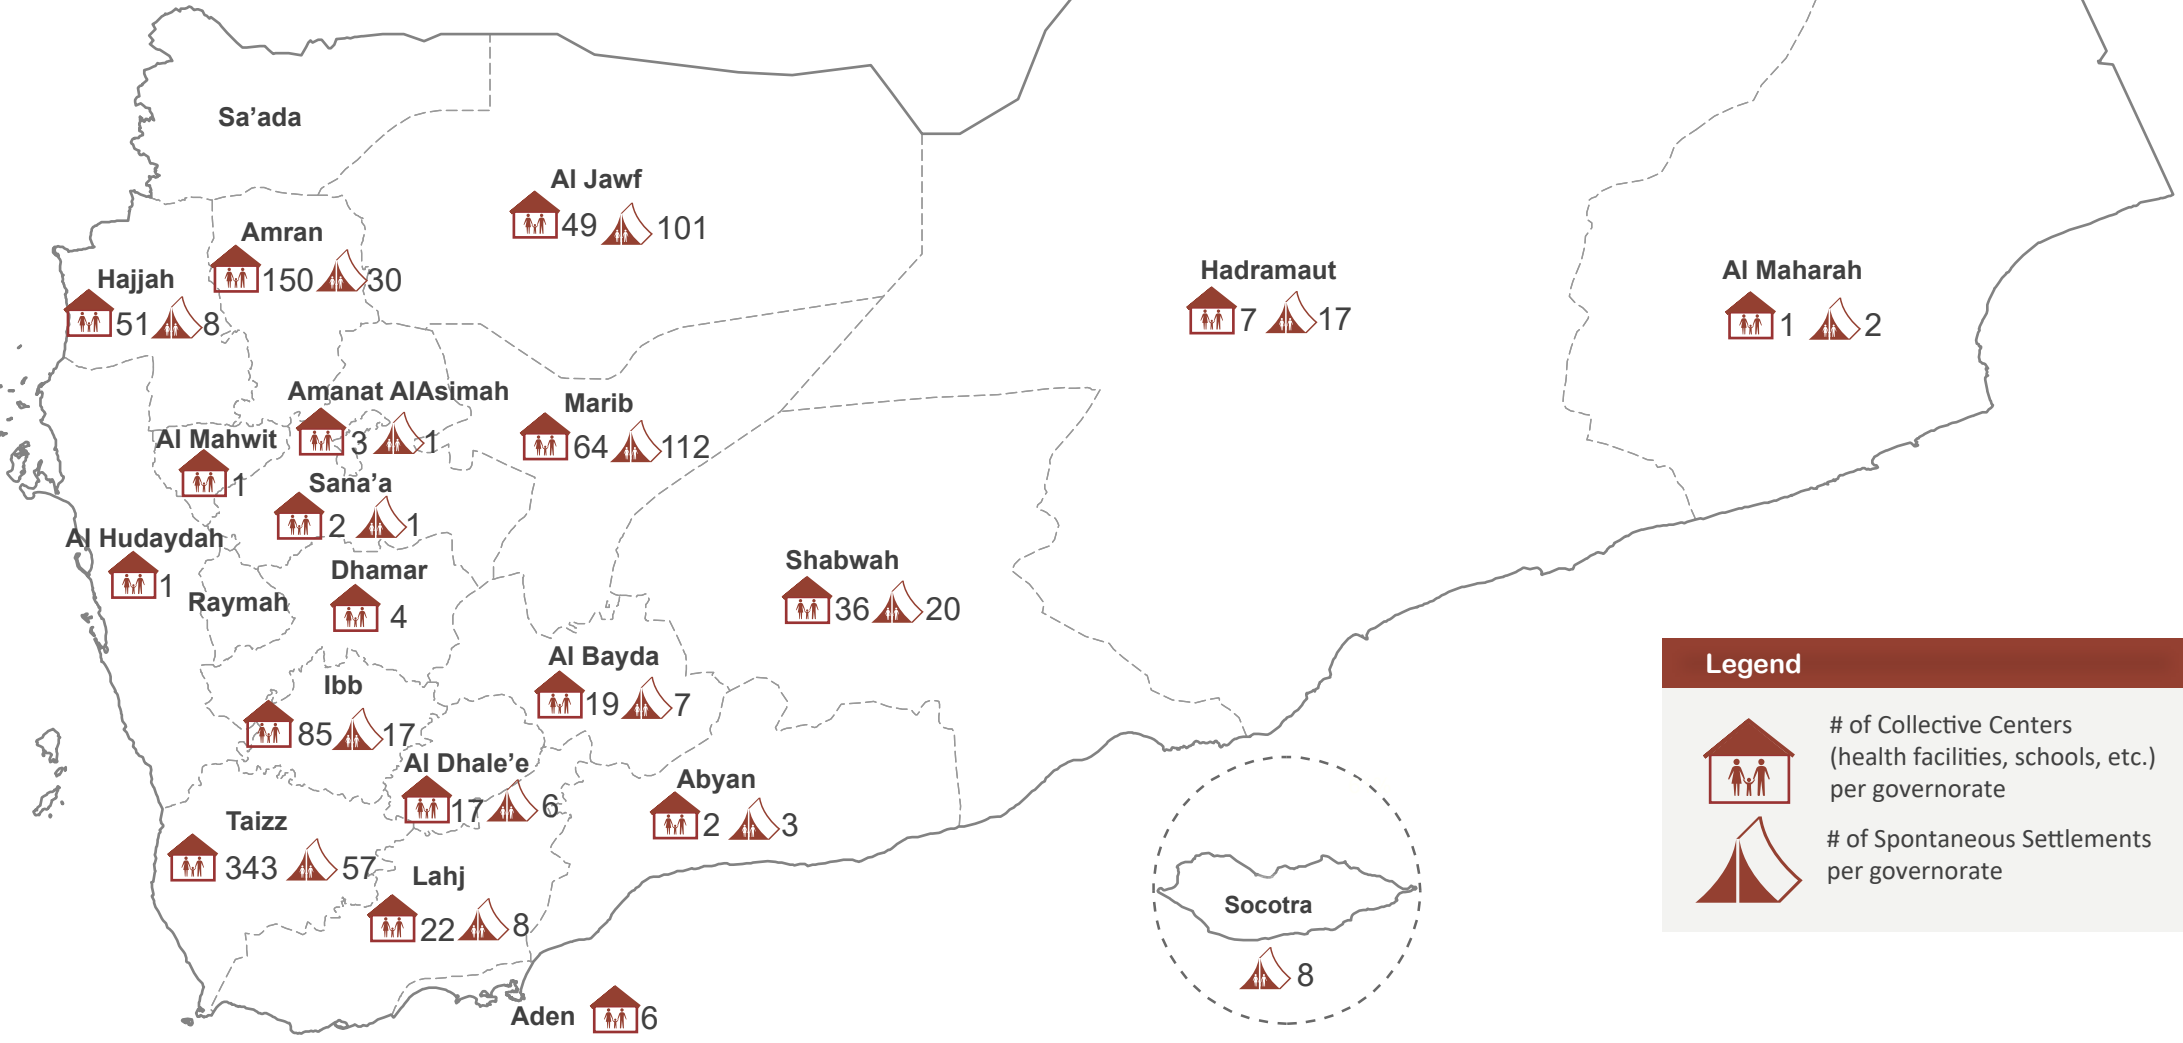 Sa’ada
Al Jawf
49 101
Amran
150 30
Hajjah
51 8
Hadramaut
7 17
Al Maharah
1 2
Amanat AlAsimah
3 1
Marib
64 112
Al Mahwit
1
Sana’a
2 1
Al Hudaydah
1
Raymah
Dhamar
4
Shabwah
36 20
Al Bayda
19 7
Ibb
85 17
Al Dhale’e
17 6
Abyan
2 3
Taizz
343 57
Lahj
22 8
Aden 6
Socotra
8
Legend
# of Collective Centers
(health facilities, schools, etc.)
per governorate
# of Spontaneous Settlements
per governorate